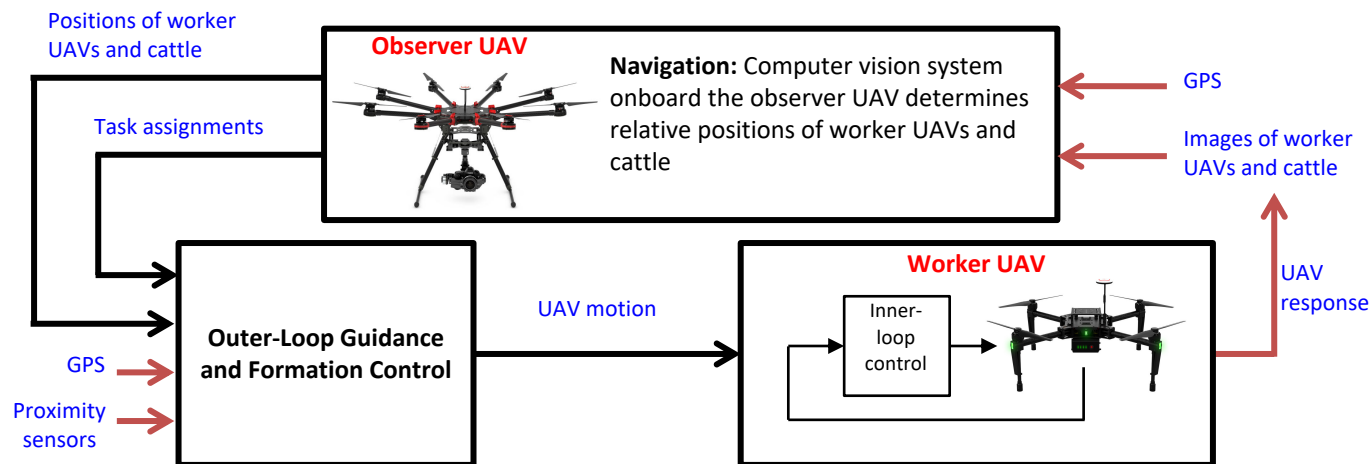 Positions of worker
UAVs and cattle
Observer UAV
Navigation: Computer vision system
onboard the observer UAV determines
relative positions of worker UAVs and
cattle
GPS
Images of worker
UAVs and cattle
Task assignments
Worker UAV
UAV
response
UAV motion
Inner-
loop
control
Outer-Loop Guidance
and Formation Control
GPS
Proximity
sensors